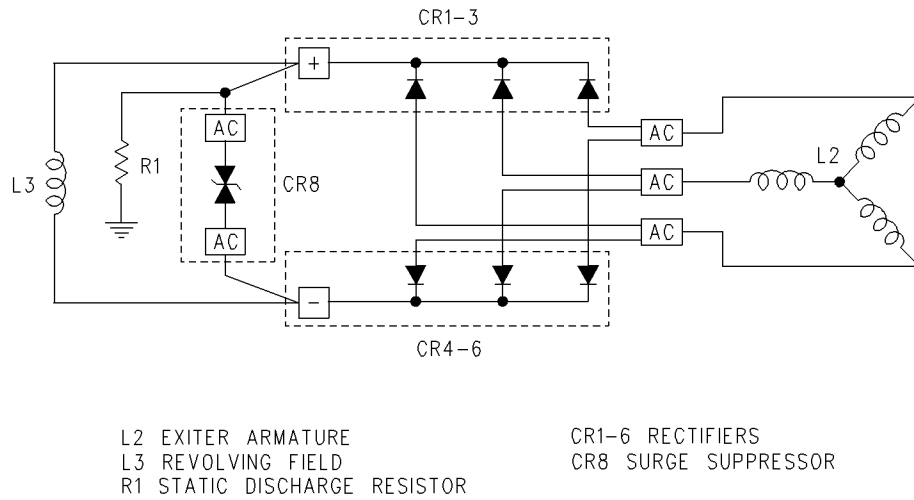 CR1-3
+
AC
AC
L2
R1
L3
CR8
AC
AC
AC
-
CR4-6
L2 EXITER ARMATURE
L3 REVOLVING FIELD
R1 STATIC DISCHARGE RESISTOR
CR1-6 RECTIFIERS
CR8 SURGE SUPPRESSOR